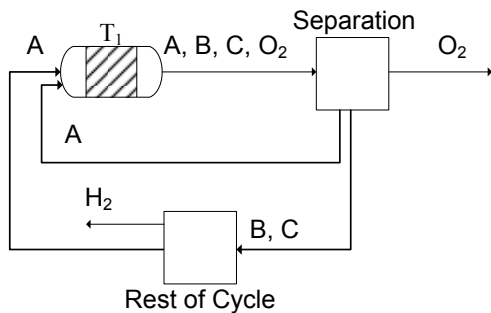 Separation
A
T₁
A, B, C, O₂
O₂
A
H₂
B, C
Rest of Cycle